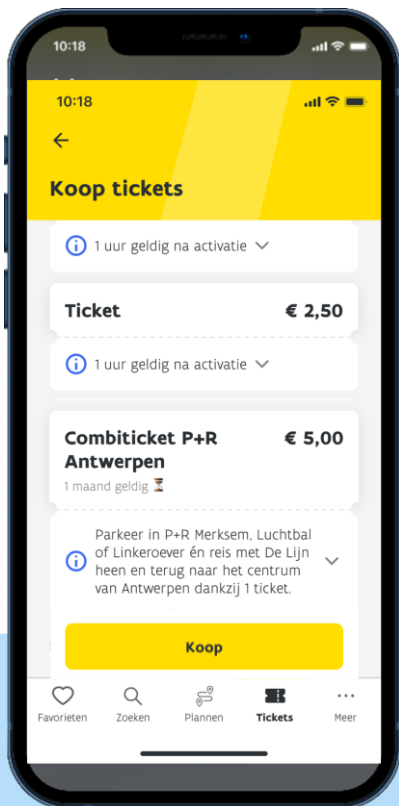 10:18
10:18
Koop tickets
1 uur geldig na activatie
Ticket € 2,50
1 uur geldig na activatie
Combiticket P+R € 5,00
Antwerpen
1 maand geldig
Parkeer in P+R Merksem, Luchtbal
of Linkeroever én reis met De Lijn
heen en terug naar het centrum
van Antwerpen dankzij 1 ticket.
Koop
Favorieten Zoeken Plannen Tickets Meer